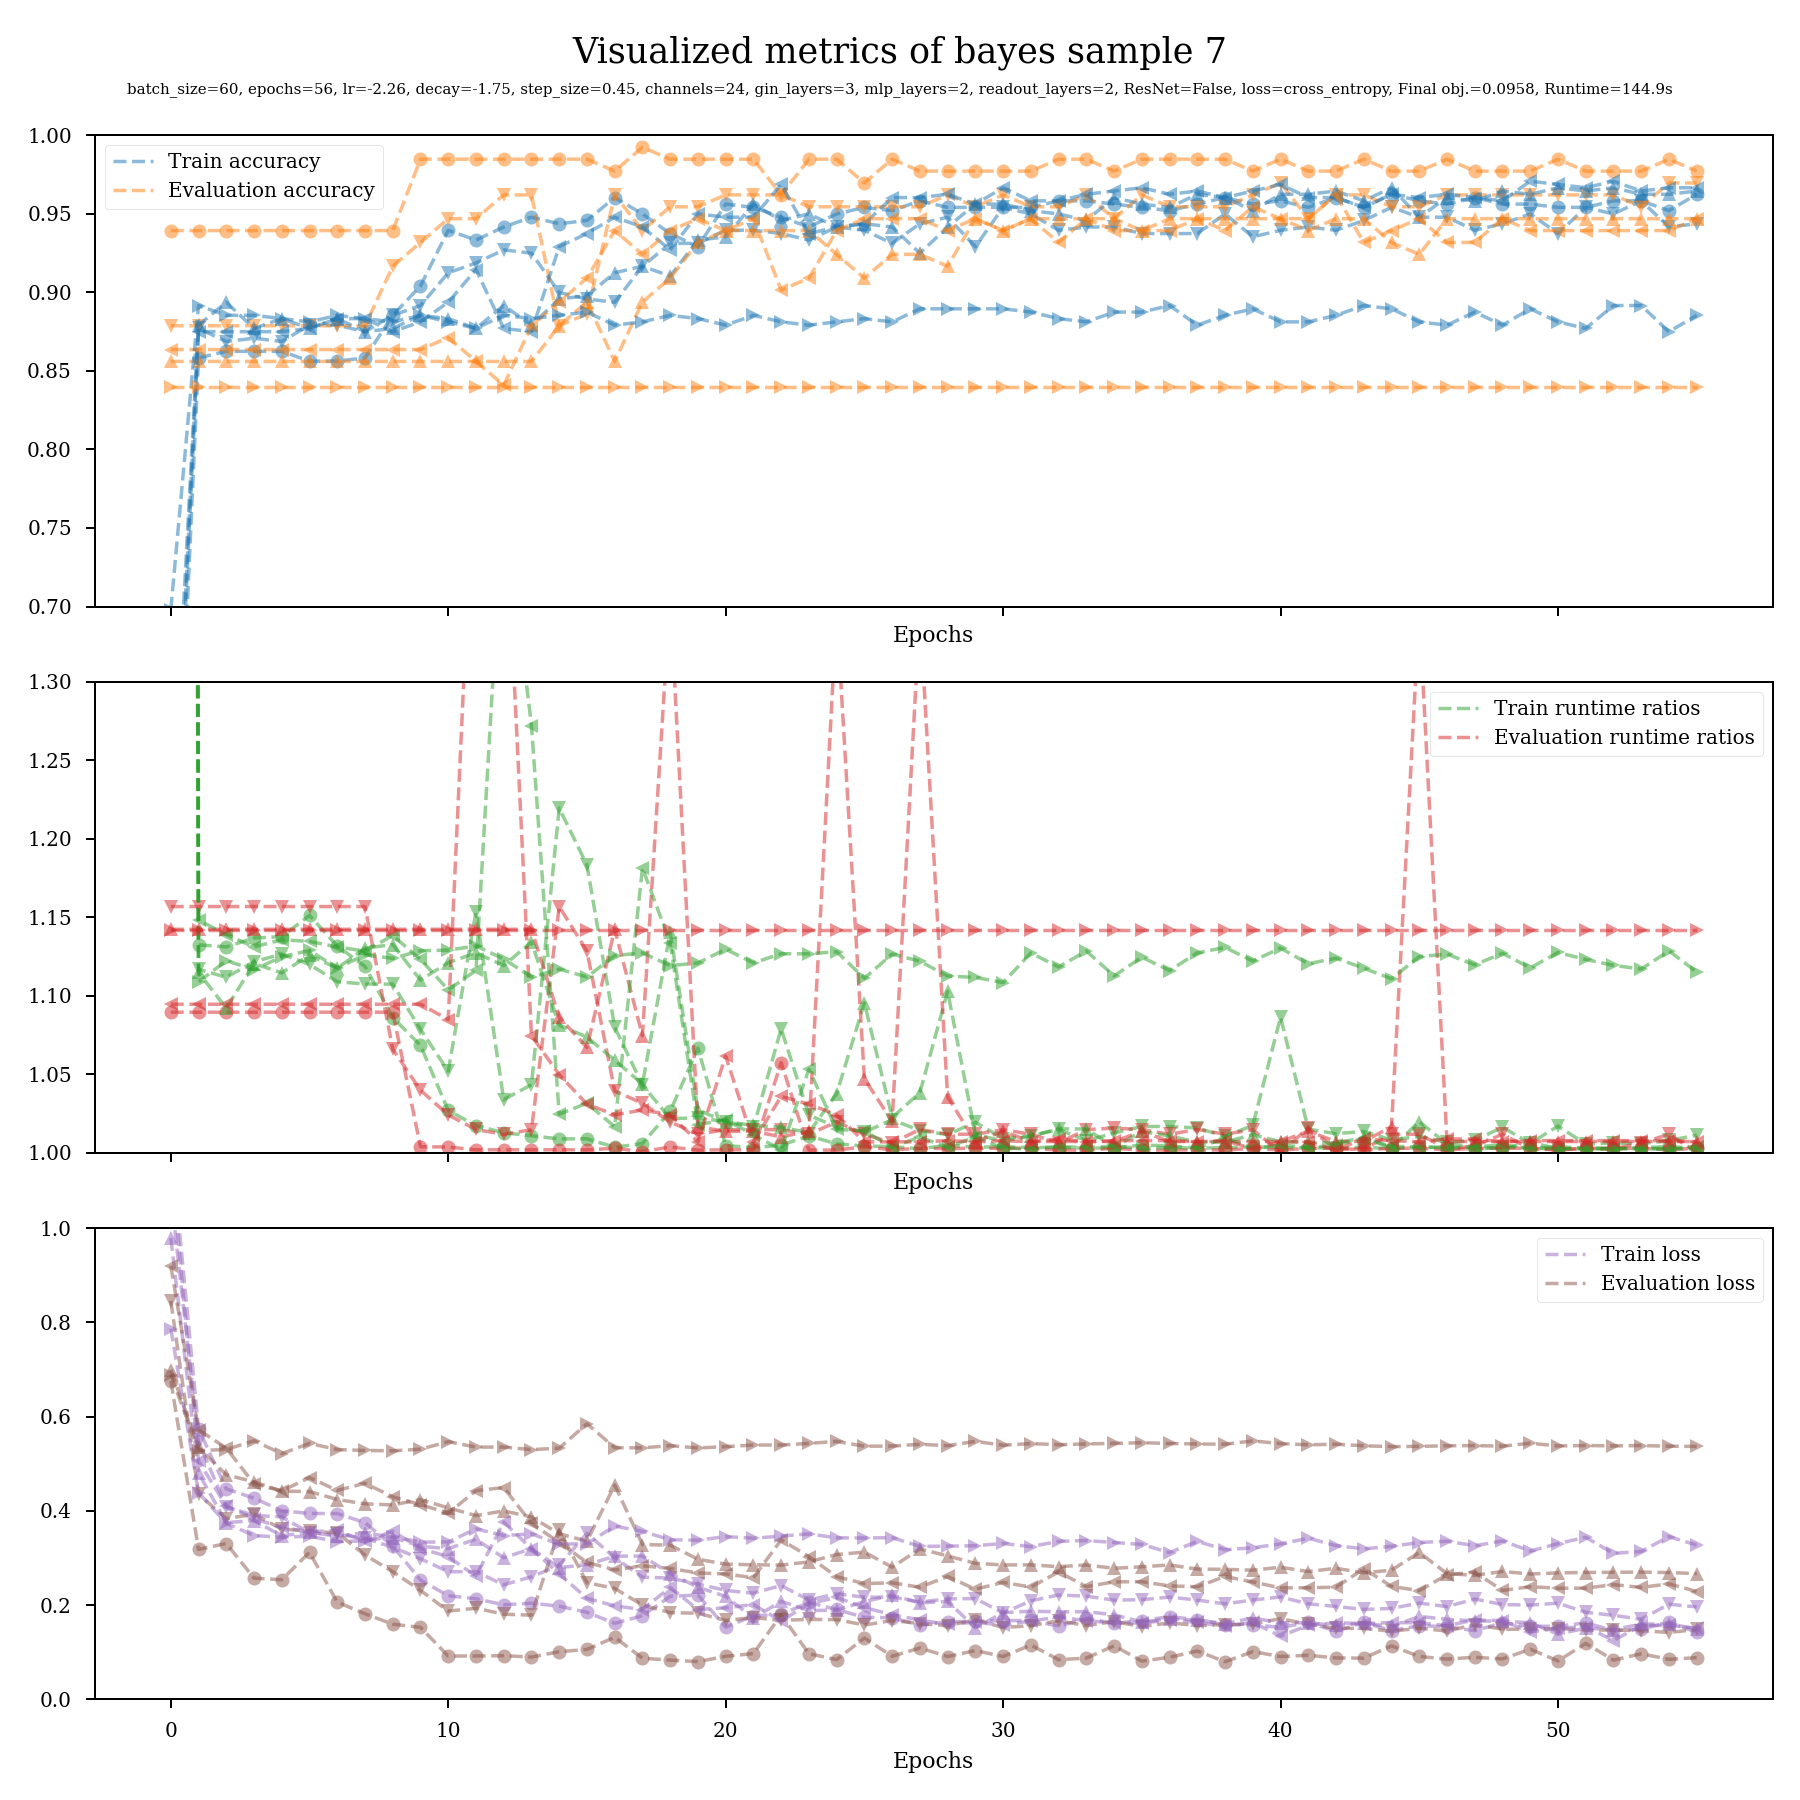 Visualized metrics of bayes sample 7
batch_size=60, epochs=56, lr=-2.26, decay=-1.75, step_size=0.45, channels=24, gin_layers=3, mlp_layers=2, readout_layers=2, ResNet=False, loss=cross_entropy, Final obj.=0.0958, Runtime=144.9s
1.00
0.95
0.90
0.85
0.80
0.75
0.70
Train accuracy
Evaluation accuracy
Epochs
1.30
1.25
1.20
1.15
1.10
1.05
1.00
Train runtime ratios
Evaluation runtime ratios
Epochs
1.0
0.8
0.6
0.4
0.2
0.0
Train loss
Evaluation loss
0 10 20 30 40 50
Epochs